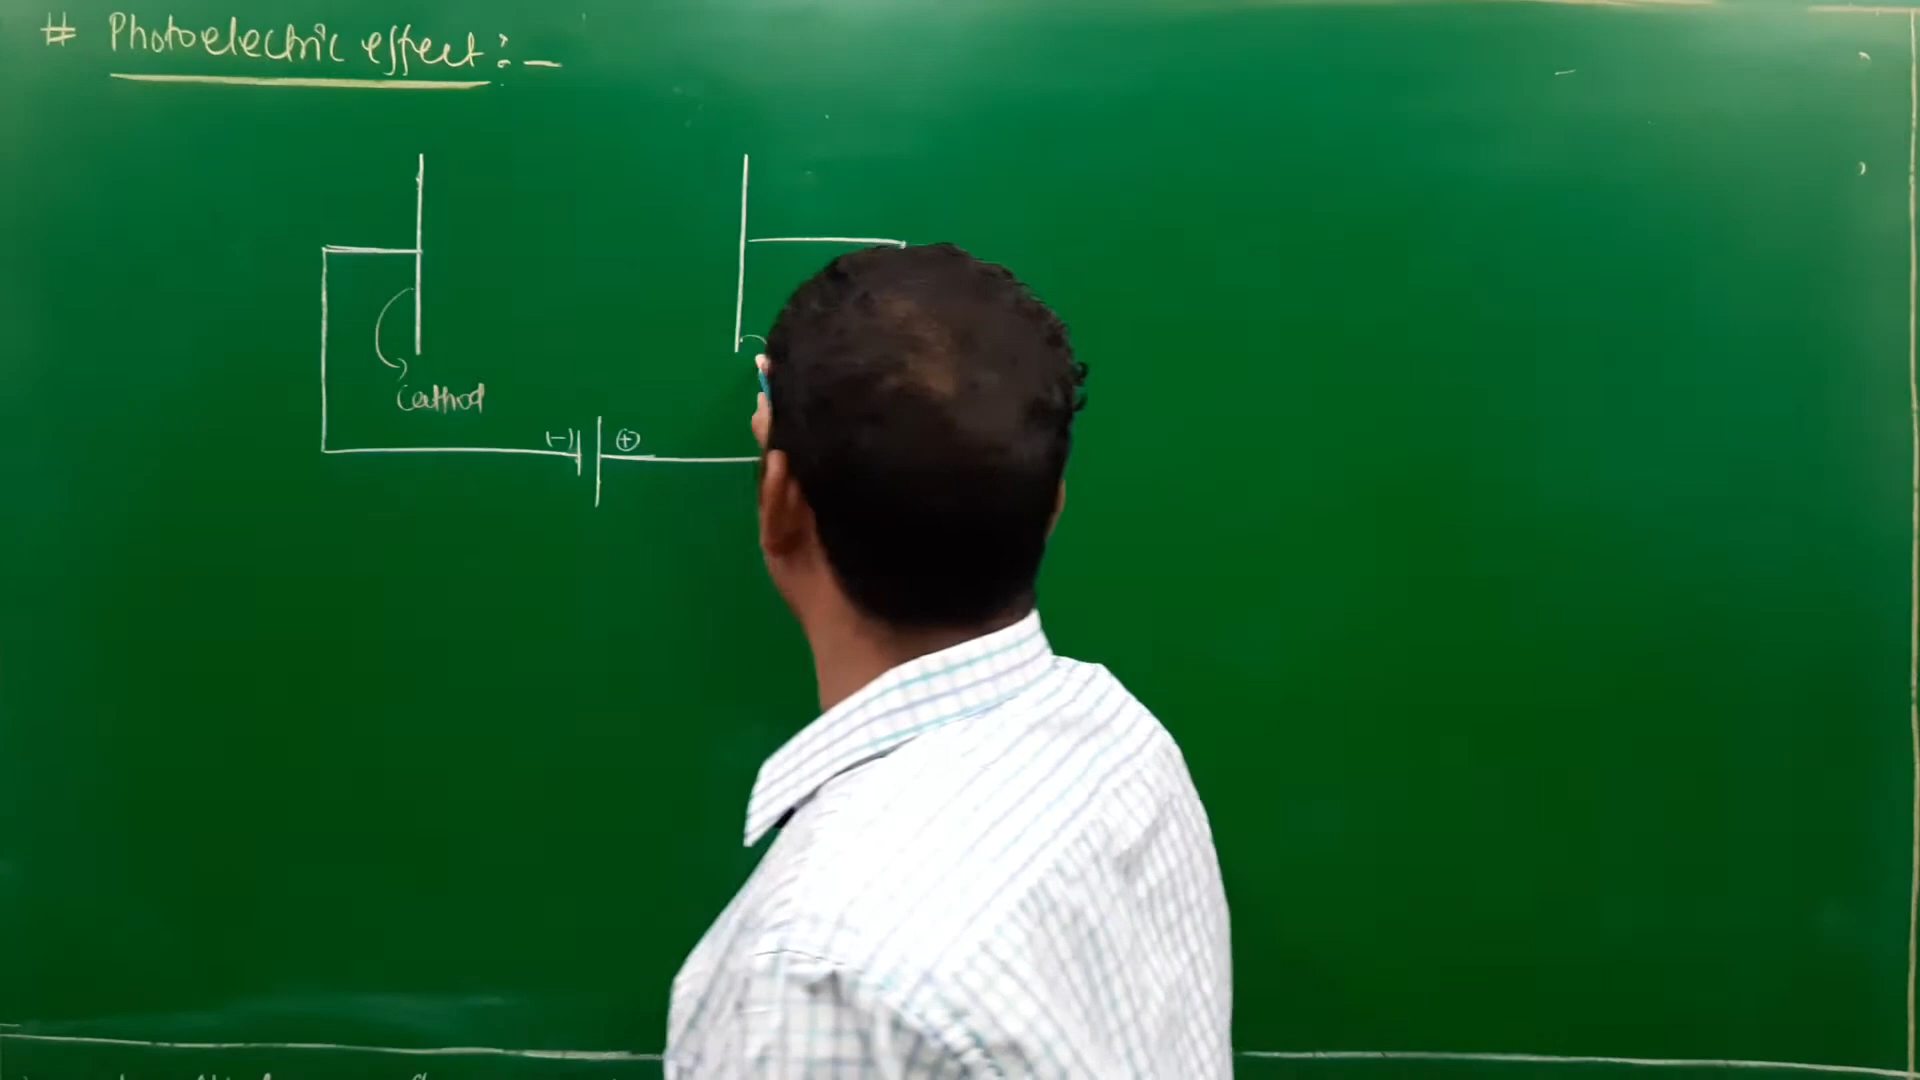 # Photoelectric effect :-
Cathod
(-) (+)